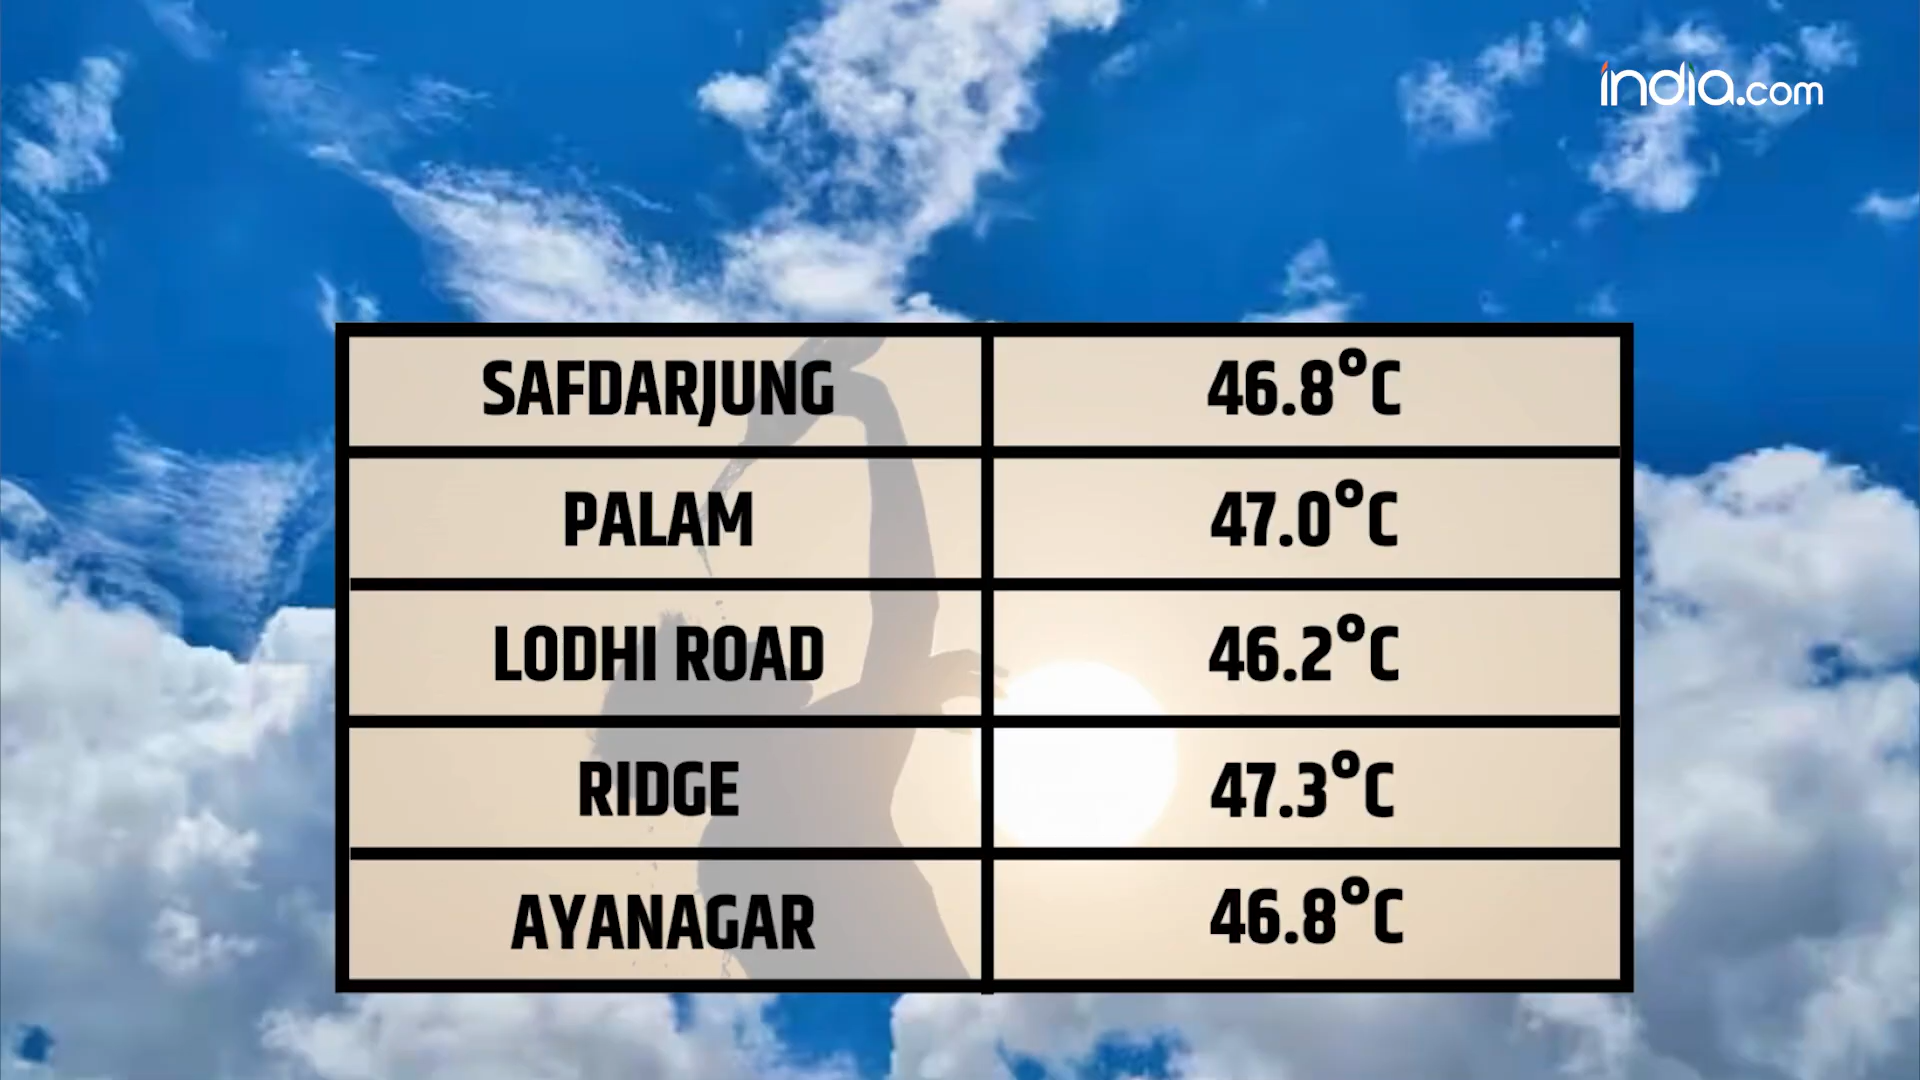 india.com
SAFDARJUNG 46.8°C
PALAM 47.0°C
LODHI ROAD 46.2°C
RIDGE 47.3°C
AYANAGAR 46.8°C